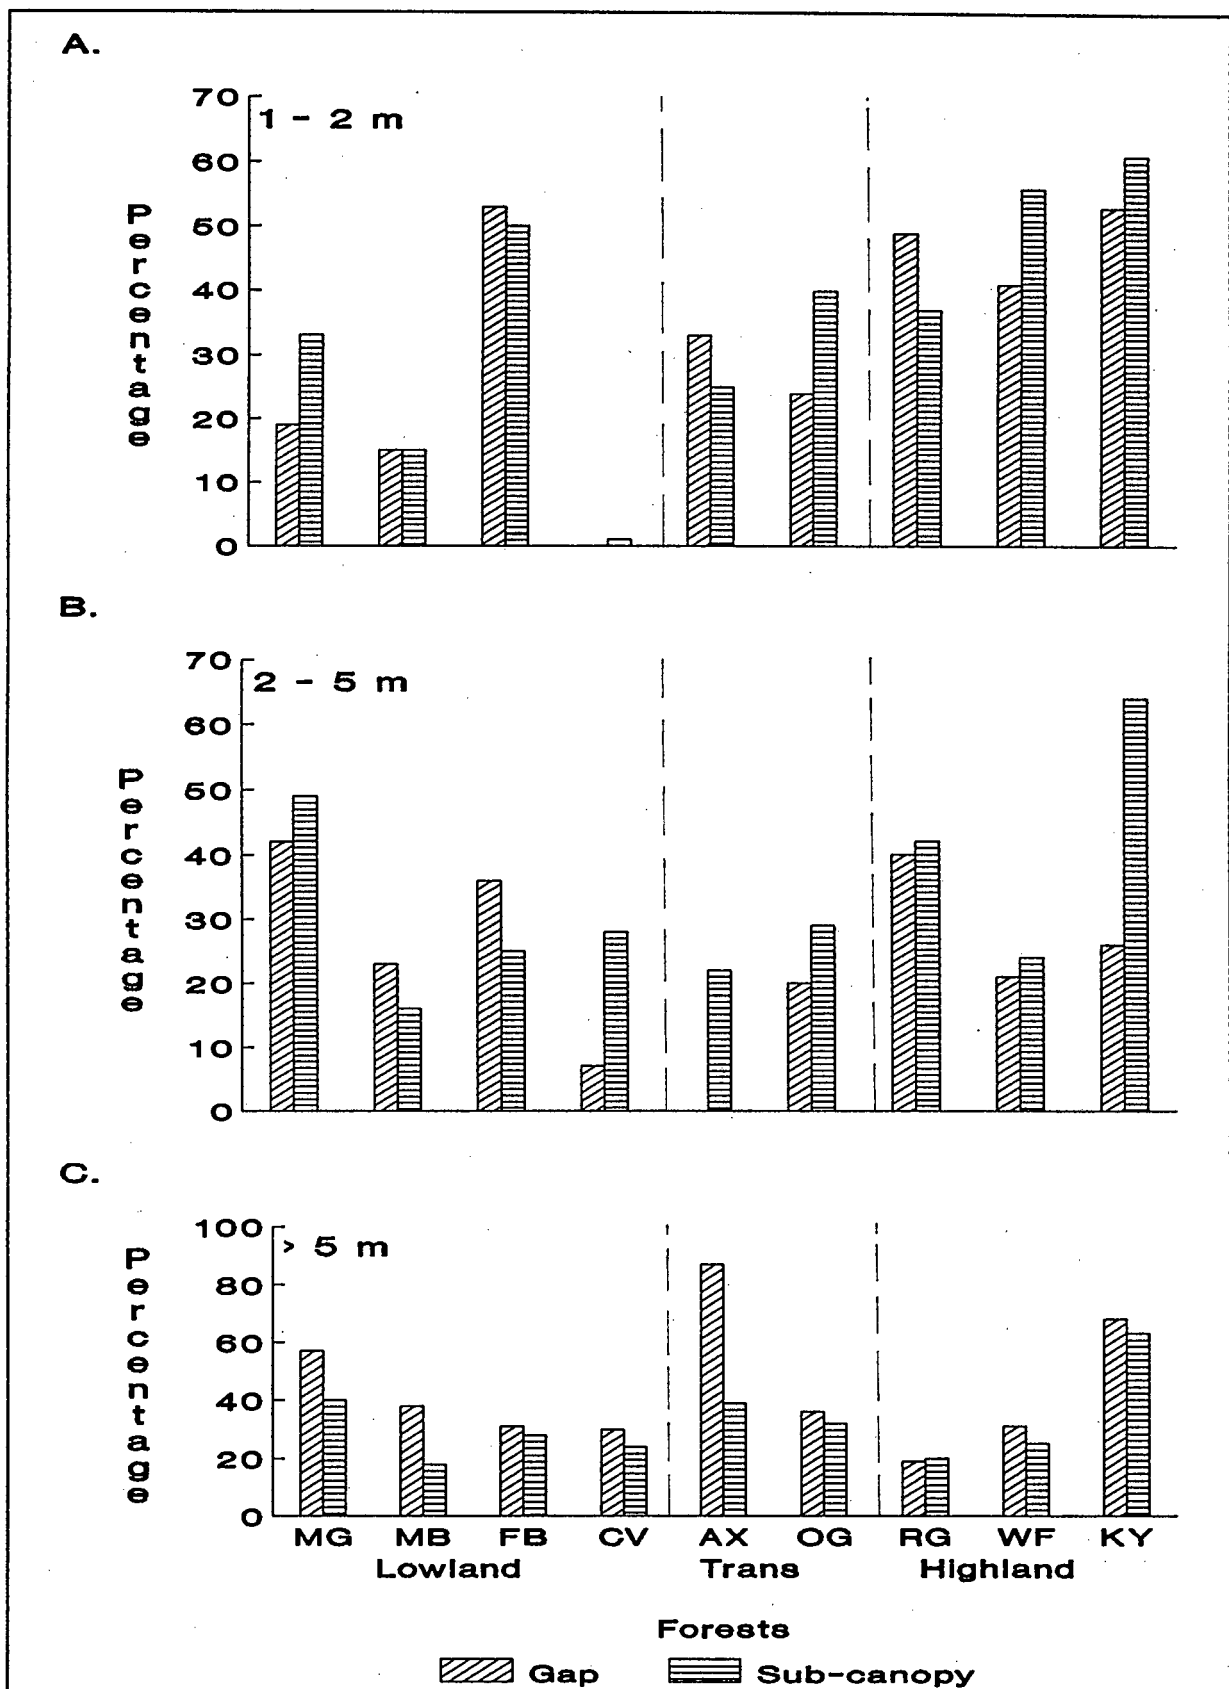 A.
1 - 2 m
70
60
50
40
30
20
10
0
Percentage
B.
2 - 5 m
70
60
50
40
30
20
10
0
Percentage
C.
> 5 m
100
80
60
40
20
0
Percentage
MG MB FB CV AX OG RG WF KY
Lowland Trans Highland
Forests
Gap Sub-canopy